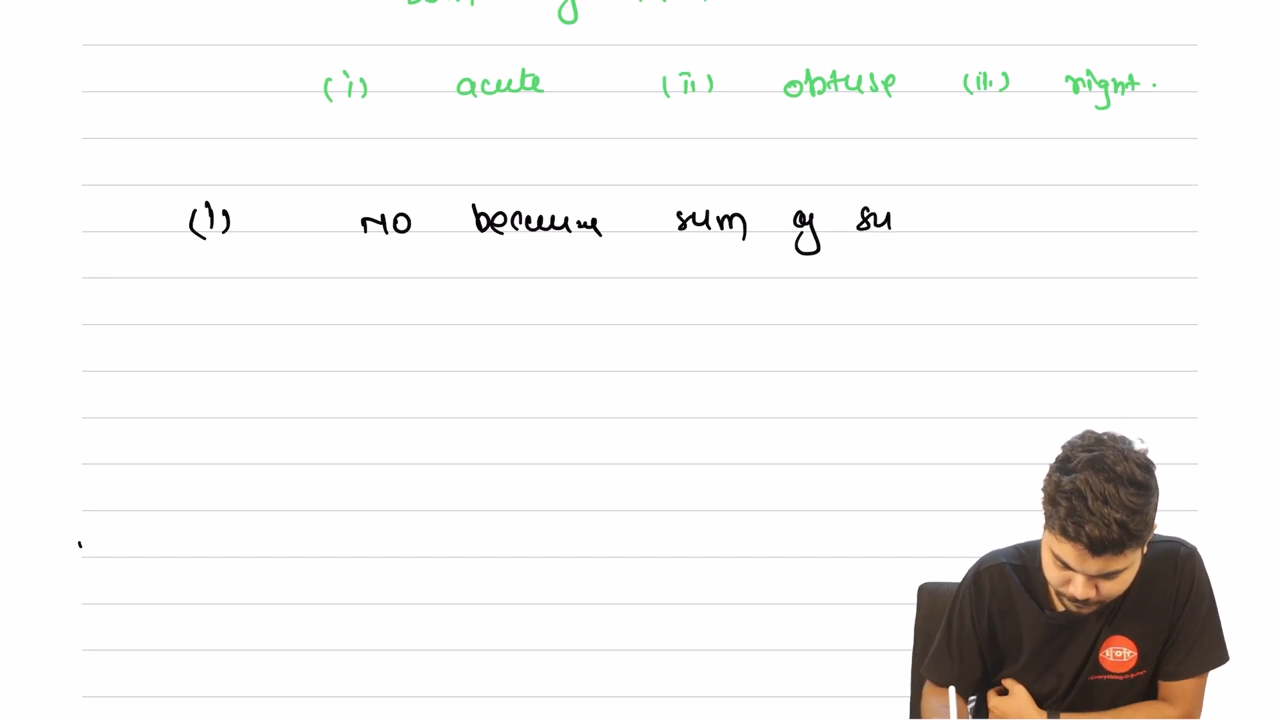 (i) acute (ii) obtuse (iii) right.
(i) NO because sum of su